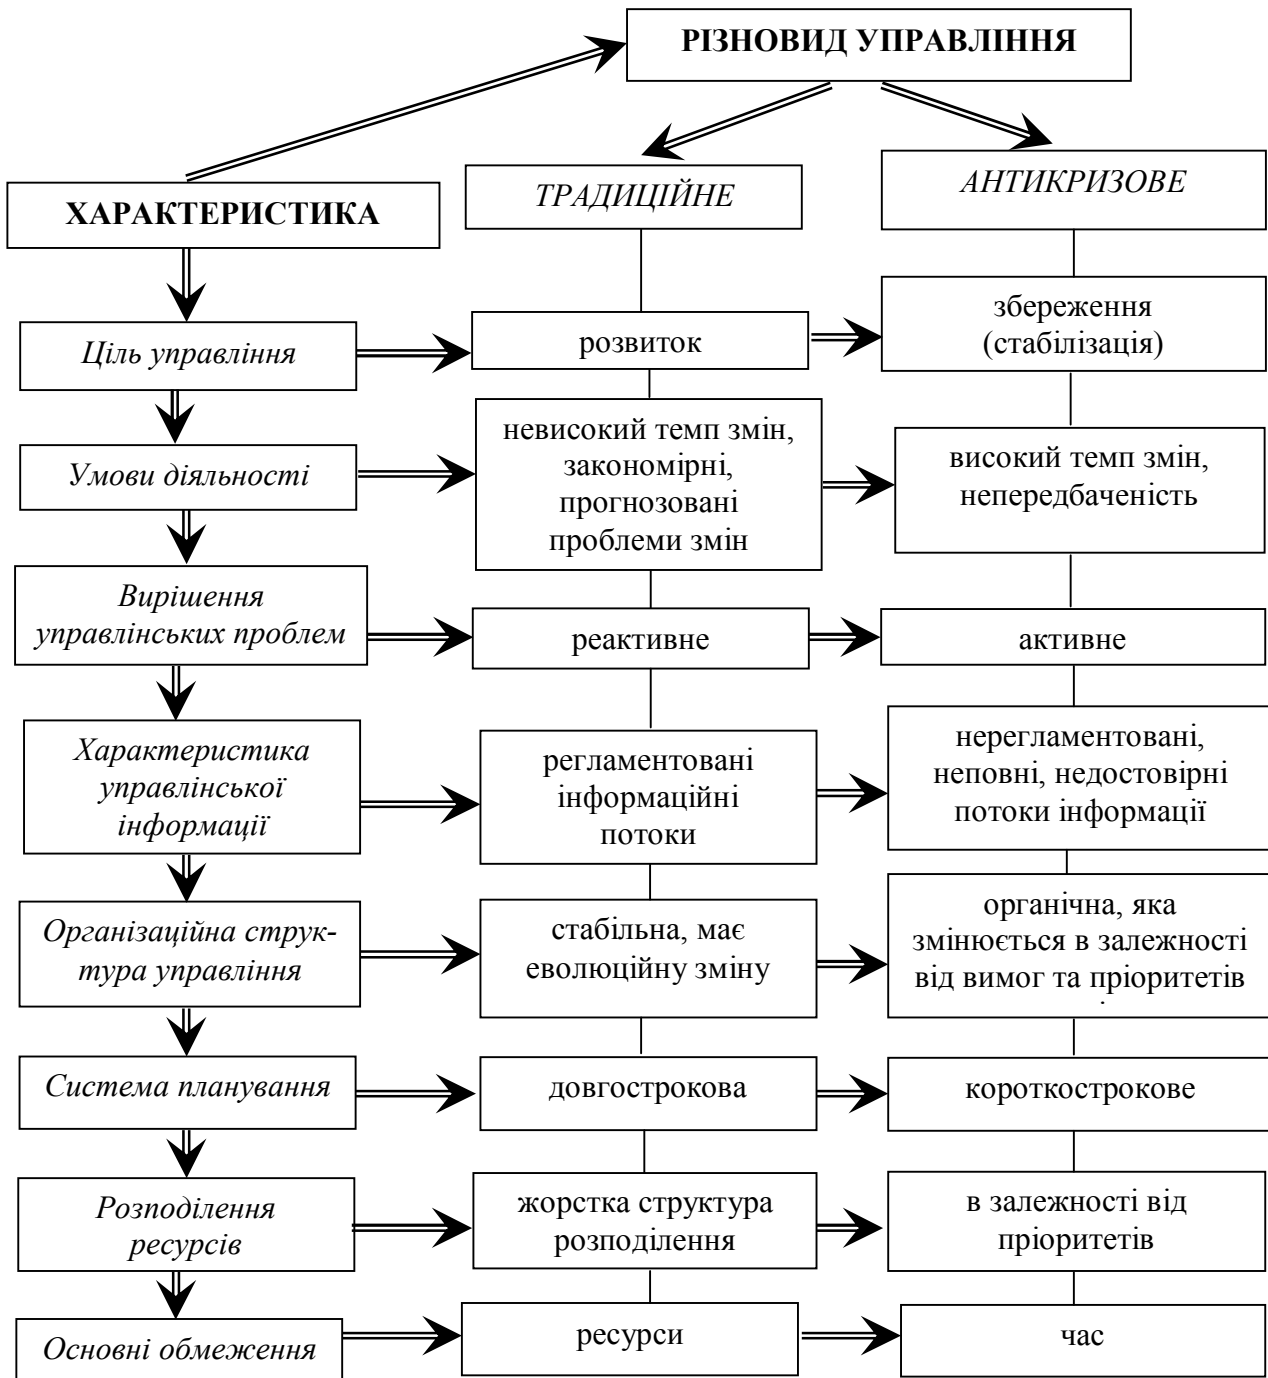 РІЗНОВИД УПРАВЛІННЯ
ХАРАКТЕРИСТИКА
ТРАДИЦІЙНЕ
АНТИКРИЗОВЕ
Ціль управління
розвиток
збереження
(стабілізація)
Умови діяльності
невисокий темп змін,
закономірні,
прогнозовані
проблеми змін
високий темп змін,
непередбаченість
Вирішення
управлінських проблем
реактивне
активне
Характеристика
управлінської
інформації
регламентовані
інформаційні
потоки
нерегламентовані,
неповні, недостовірні
потоки інформації
Організаційна струк-
тура управління
стабільна, має
еволюційну зміну
органічна, яка
змінюється в залежності
від вимог та пріоритетів
Система планування
довгострокова
короткострокове
Розподілення
ресурсів
жорстка структура
розподілення
в залежності від
пріоритетів
Основні обмеження
ресурси
час